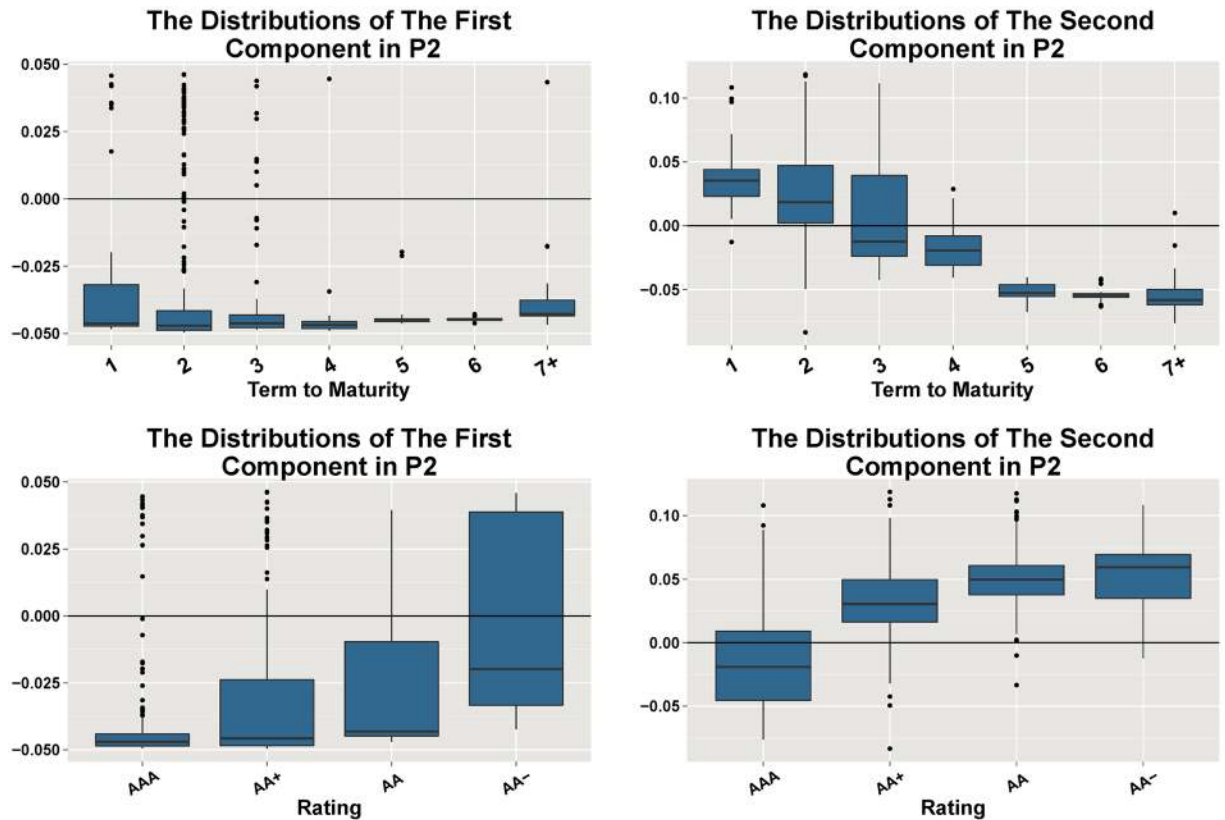 The Distributions of The First
Component in P2
0.050
0.025
0.000
−0.025
−0.050
1 2 3 4 5 6 7+
Term to Maturity
The Distributions of The Second
Component in P2
0.10
0.05
0.00
−0.05
1 2 3 4 5 6 7+
Term to Maturity
The Distributions of The First
Component in P2
0.050
0.025
0.000
−0.025
−0.050
AAA AA+ AA AA−
Rating
The Distributions of The Second
Component in P2
0.10
0.05
0.00
−0.05
AAA AA+ AA AA−
Rating